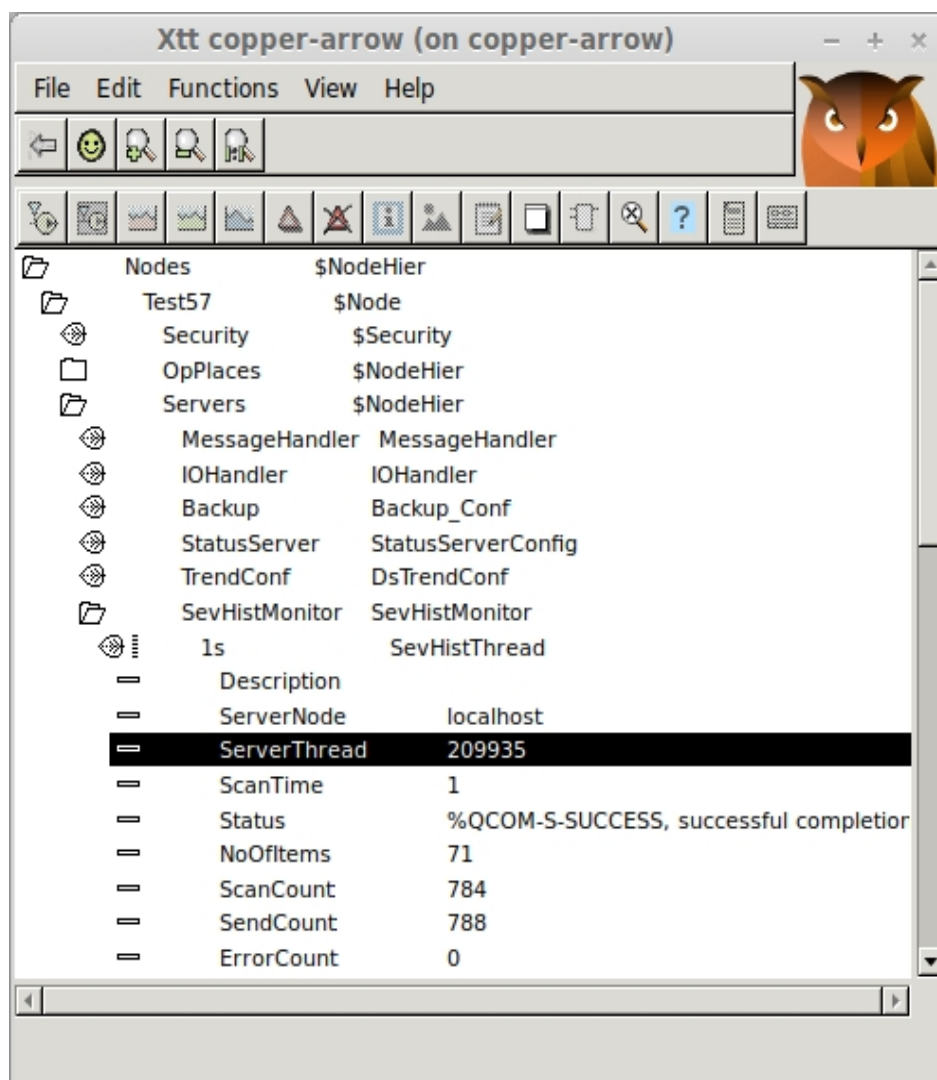 Xtt copper-arrow (on copper-arrow)
File Edit Functions View Help
Nodes $NodeHier
Test57 $Node
Security $Security
OpPlaces $NodeHier
Servers $NodeHier
MessageHandler MessageHandler
IOHandler IOHandler
Backup Backup_Conf
StatusServer StatusServerConfig
TrendConf DsTrendConf
SevHistMonitor SevHistMonitor
1s SevHistThread
Description
ServerNode localhost
ServerThread 209935
ScanTime 1
Status %QCOM-S-SUCCESS, successful completion
NoOfItems 71
ScanCount 784
SendCount 788
ErrorCount 0